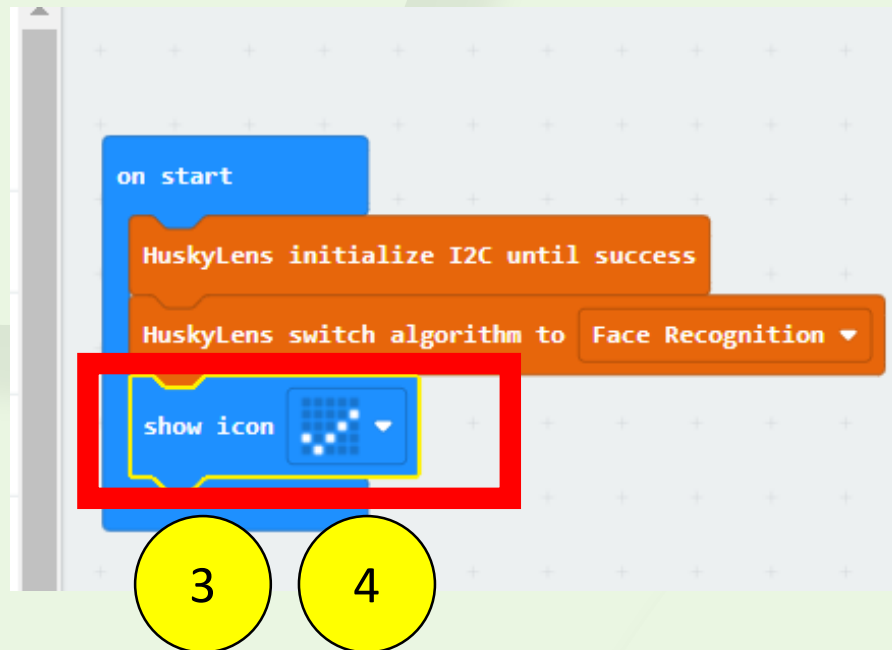 on start
HuskyLens initialize I2C until success
HuskyLens switch algorithm to Face Recognition
show icon
3 4